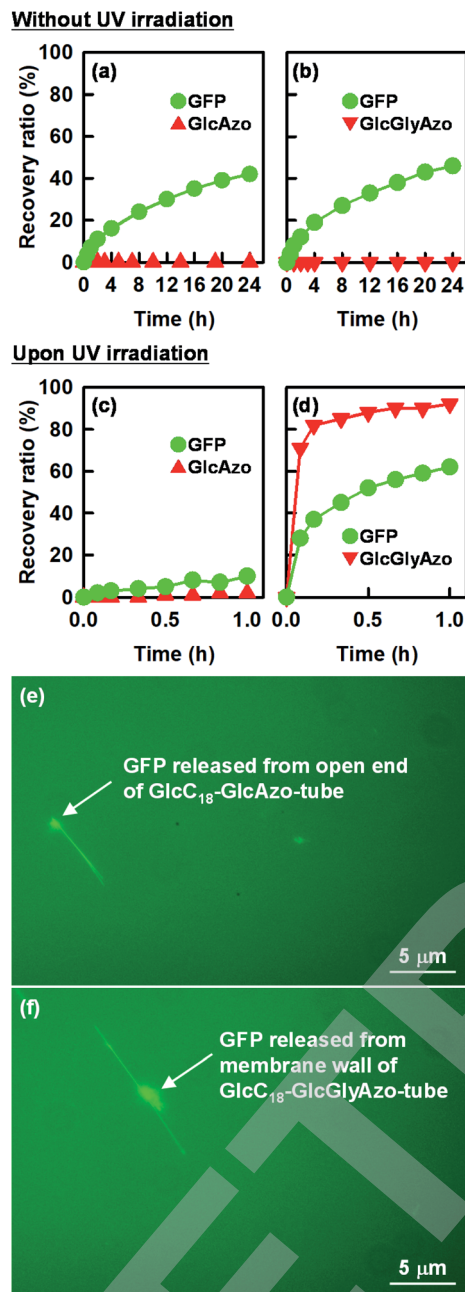 Without UV irradiation
(a)
GFP
GlcAzo
(b)
GFP
GlcGlyAzo
Recovery ratio (%)
100
80
60
40
20
0
0 4 8 12 16 20 24
0 4 8 12 16 20 24
Time (h)
Time (h)
Upon UV irradiation
(c)
GFP
GlcAzo
(d)
GFP
GlcGlyAzo
Recovery ratio (%)
100
80
60
40
20
0
0.0 0.5 1.0
0.0 0.5 1.0
Time (h)
Time (h)
(e)
GFP released from open end
of GlcC18-GlcAzo-tube
5 μm
(f)
GFP released from
membrane wall of
GlcC18-GlcGlyAzo-tube
5 μm